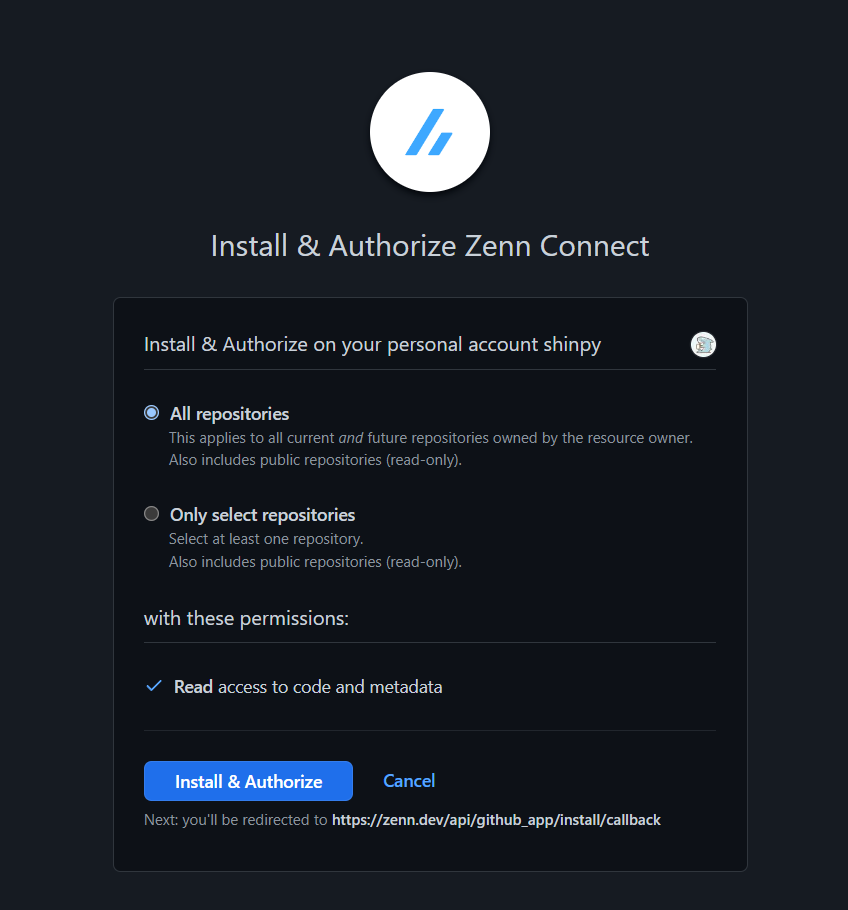 Install & Authorize Zenn Connect
Install & Authorize on your personal account shinpy
All repositories
This applies to all current and future repositories owned by the resource owner.
Also includes public repositories (read-only).
Only select repositories
Select at least one repository.
Also includes public repositories (read-only).
with these permissions:
Read access to code and metadata
Install & Authorize Cancel
Next: you'll be redirected to https://zenn.dev/api/github_app/install/callback